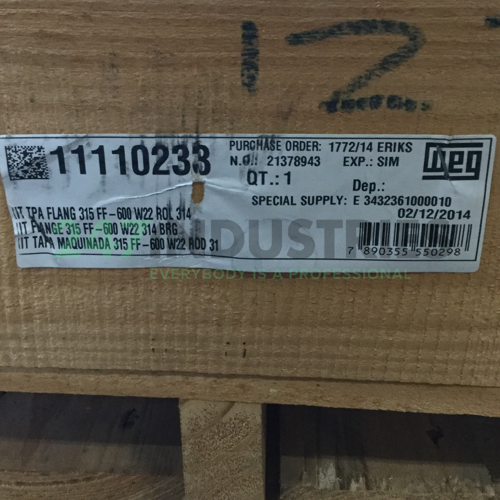 12
11110233
PURCHASE ORDER: 1772/14 ERIKS
N.O.: 21378943 EXP.: SIM
QT.: 1
Dep.:
WEG
SPECIAL SUPPLY: E 3432361000010
02/12/2014
KIT TPA FLANG 315 FF-600 W22 ROL 314
KIT FLANGE 315 FF-600 W22 314 BRG
KIT TAPA MAQUINADA 315 FF-600 W22 ROD 31
7 890355 550298
EVERYBODY IS A PROFESSIONAL